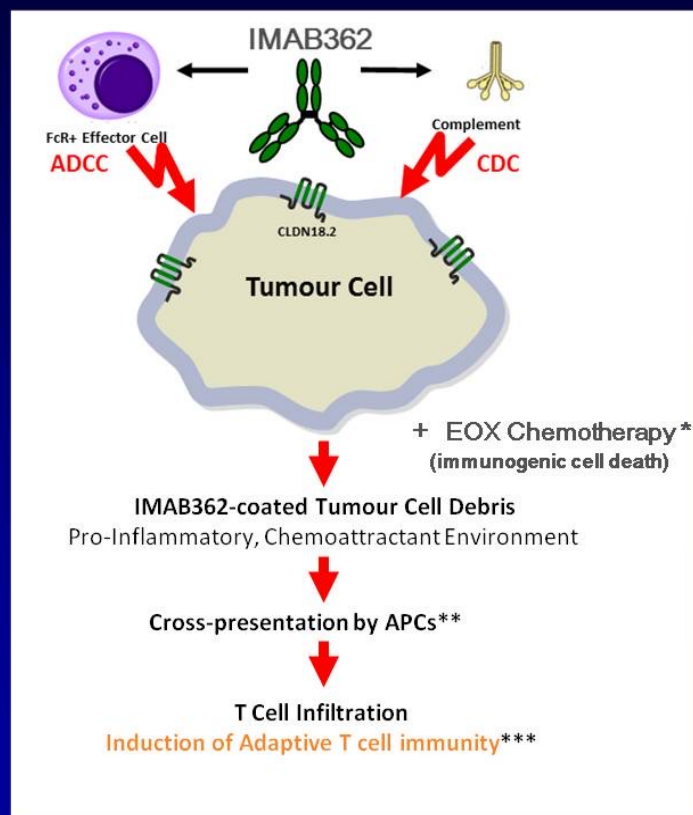 IMAB362
FcR+ Effector Cell
ADCC
Complement
CDC
CLDN18.2
Tumour Cell
+ EOX Chemotherapy*
(immunogenic cell death)
IMAB362-coated Tumour Cell Debris
Pro-Inflammatory, Chemoattractant Environment
Cross-presentation by APCs**
T Cell Infiltration
Induction of Adaptive T cell immunity***